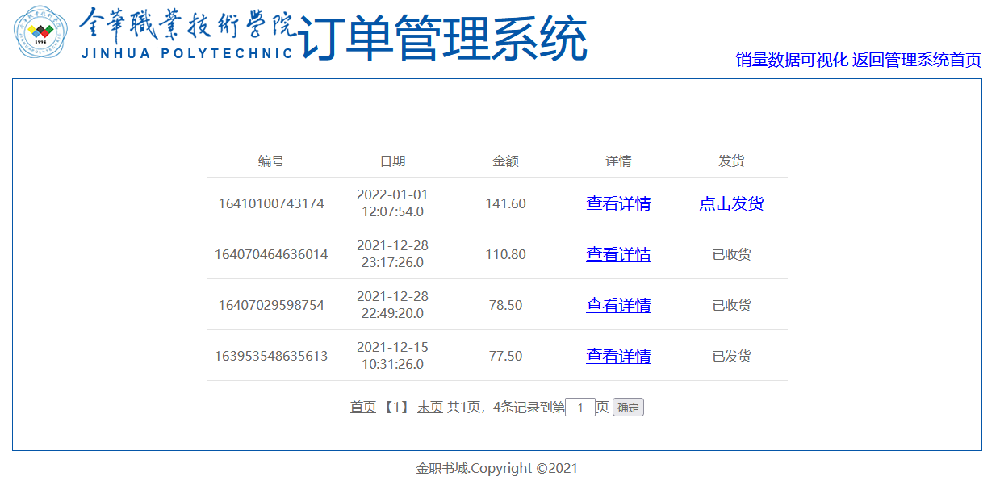 金華職業技術學院
JINHUA POLYTECHNIC
1994
订单管理系统
销量数据可视化 返回管理系统首页
编号 日期 金额 详情 发货
16410100743174 2022-01-01 12:07:54.0 141.60 查看详情 点击发货
164070464636014 2021-12-28 23:17:26.0 110.80 查看详情 已收货
16407029598754 2021-12-28 22:49:20.0 78.50 查看详情 已收货
163953548635613 2021-12-15 10:31:26.0 77.50 查看详情 已发货
首页 【1】 末页 共1页，4条记录到第 1 页 确定
金职书城.Copyright ©2021